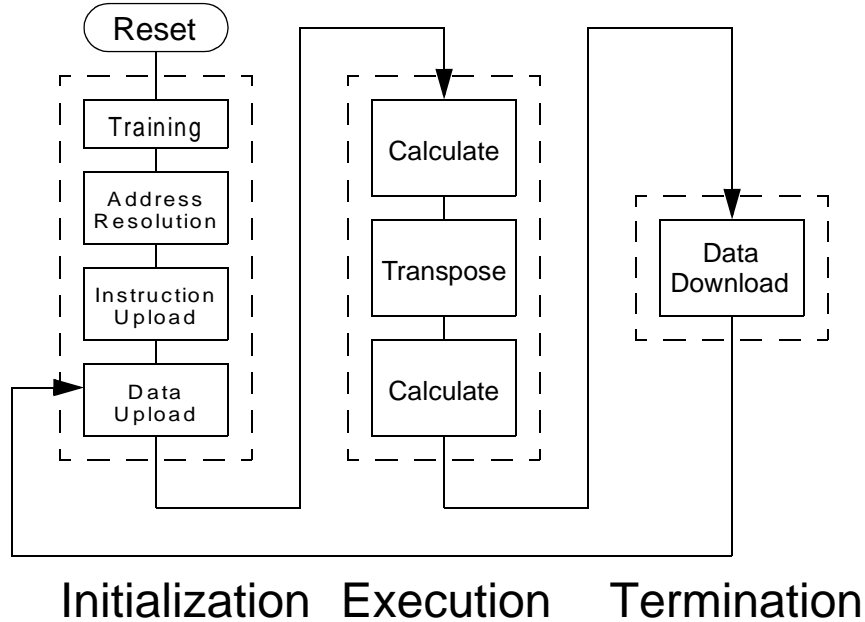 Reset
Training
Address
Resolution
Instruction
Upload
Data
Upload
Calculate
Transpose
Calculate
Data
Download
Initialization
Execution
Termination